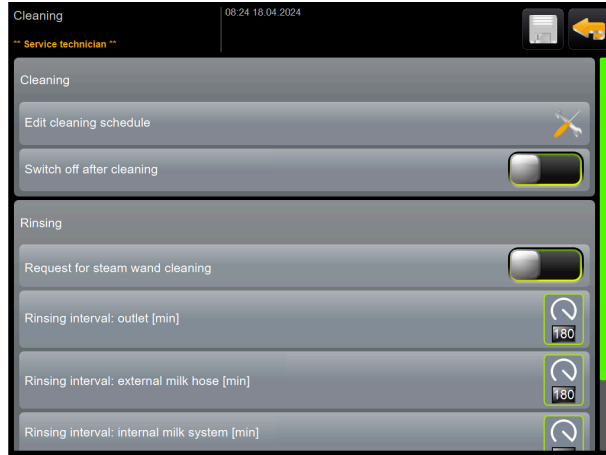 Cleaning
08:24 18.04.2024
** Service technician **
Cleaning
Edit cleaning schedule
Switch off after cleaning
Rinsing
Request for steam wand cleaning
Rinsing interval: outlet [min]
180
Rinsing interval: external milk hose [min]
180
Rinsing interval: internal milk system [min]